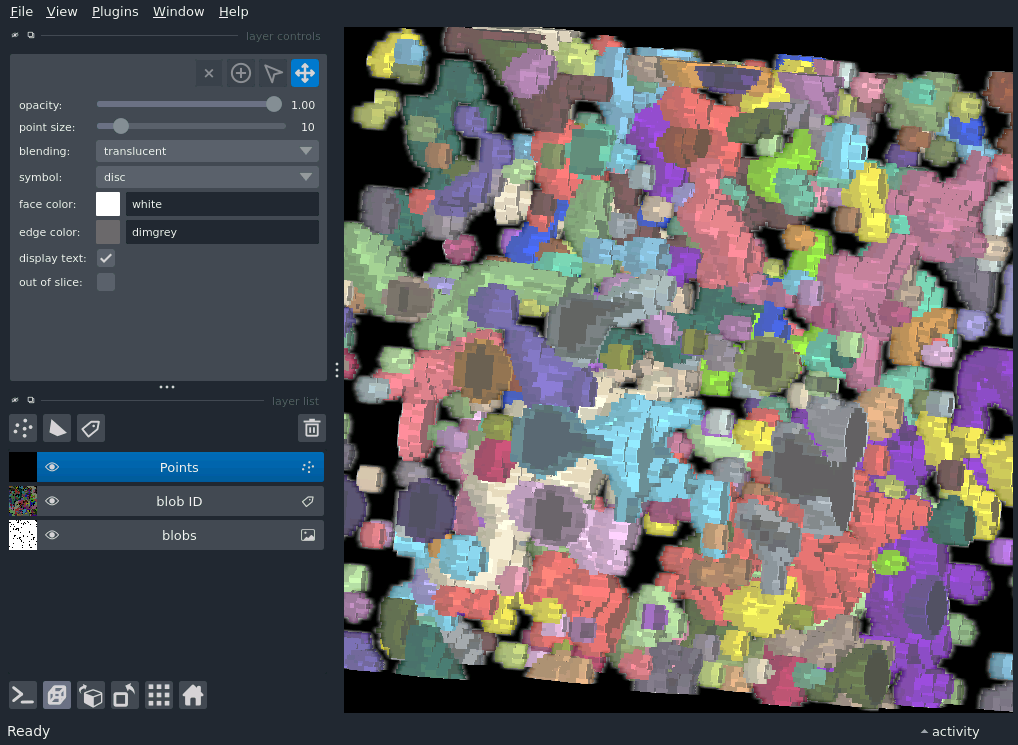 File View Plugins Window Help
layer controls
opacity: 1.00
point size: 10
blending: translucent
symbol: disc
face color: white
edge color: dimgrey
display text:
out of slice:
layer list
Points
blob ID
blobs
Ready activity